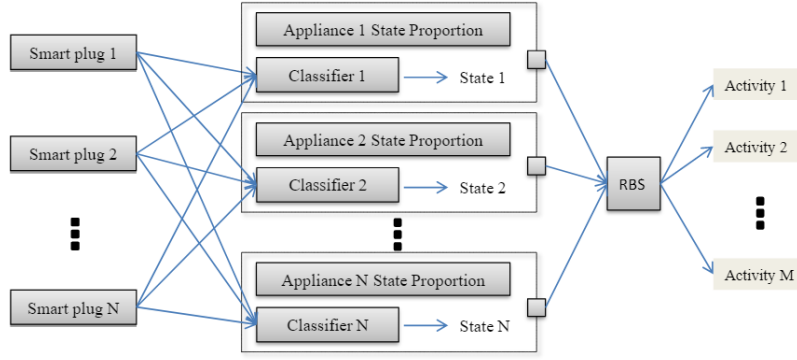 Smart plug 1
Smart plug 2
Smart plug N
Appliance 1 State Proportion
Classifier 1
State 1
Appliance 2 State Proportion
Classifier 2
State 2
Appliance N State Proportion
Classifier N
State N
RBS
Activity 1
Activity 2
Activity M